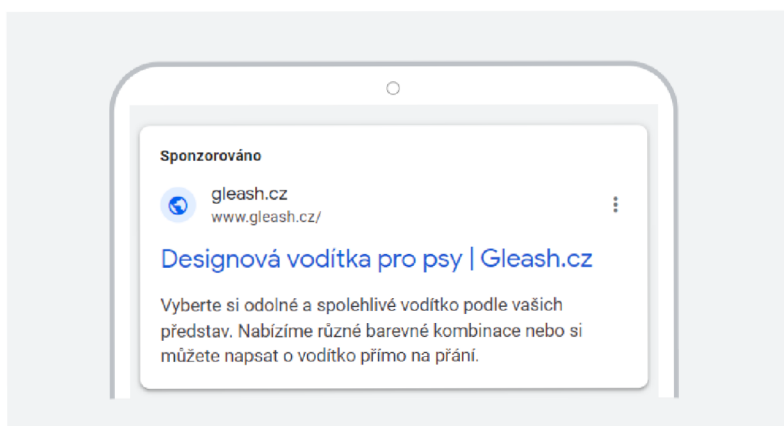 Sponzorováno
gleash.cz
www.gleash.cz/
Designová vodítka pro psy | Gleash.cz
Vyberte si odolné a spolehlivé vodítko podle vašich
představ. Nabízíme různé barevné kombinace nebo si
můžete napsat o vodítko přímo na přání.